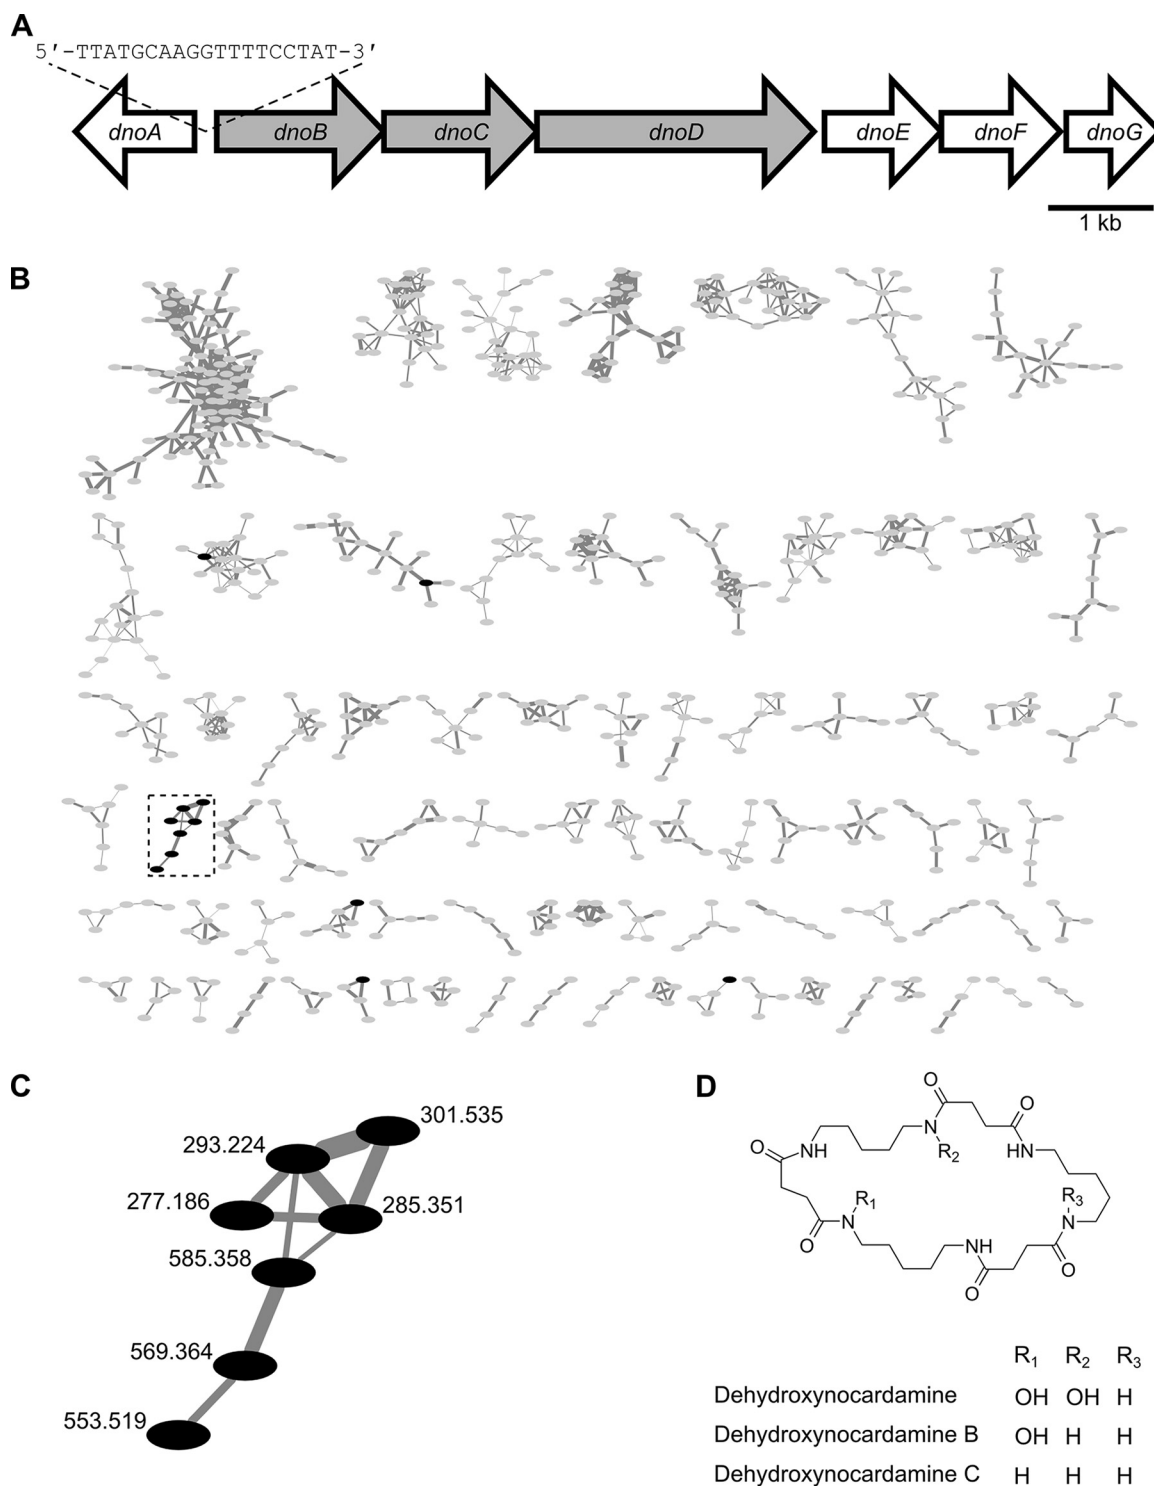 A
5′-TTATGCAAGGTTTTCCTAT-3′
dnoA dnoB dnoC dnoD dnoE dnoF dnoG
1 kb
B
C
301.535
293.224
277.186
285.351
585.358
569.364
553.519
D
O
O
N
R2
NH
O
NH
R1
N
O
R3
N
NH
O
O
R1 R2 R3
Dehydroxynocardamine OH OH H
Dehydroxynocardamine B OH H H
Dehydroxynocardamine C H H H